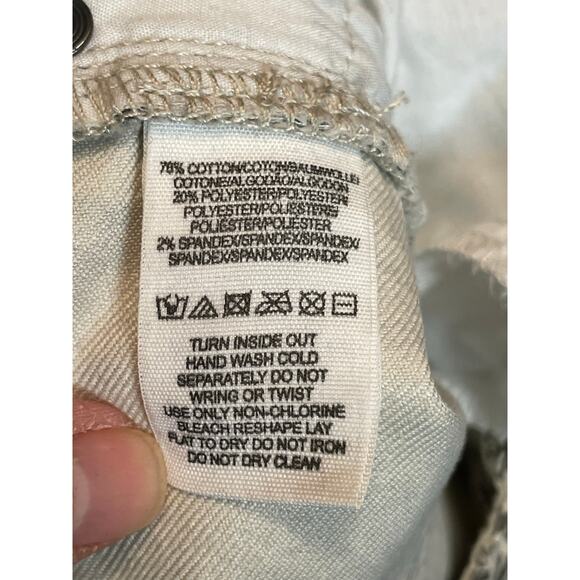 78% COTTON/COTON/BAUMWOLLE/
COTONE/ALGODÃO/ALGODON
20% POLYESTER/POLYESTER/
POLYESTER/POLIESTERS/
POLIÉSTER/POLIÉSTER
2% SPANDEX/SPANDEX/SPANDEX/
SPANDEX/SPANDEX/SPANDEX
TURN INSIDE OUT
HAND WASH COLD
SEPARATELY DO NOT
WRING OR TWIST
USE ONLY NON-CHLORINE
BLEACH RESHAPE LAY
FLAT TO DRY DO NOT IRON
DO NOT DRY CLEAN